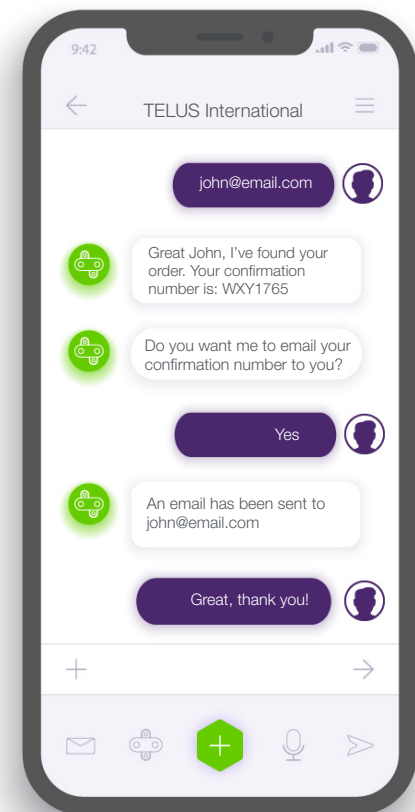 9:42
TELUS International
john@email.com
Great John, I've found your
order. Your confirmation
number is: WXY1765
Do you want me to email your
confirmation number to you?
Yes
An email has been sent to
john@email.com
Great, thank you!